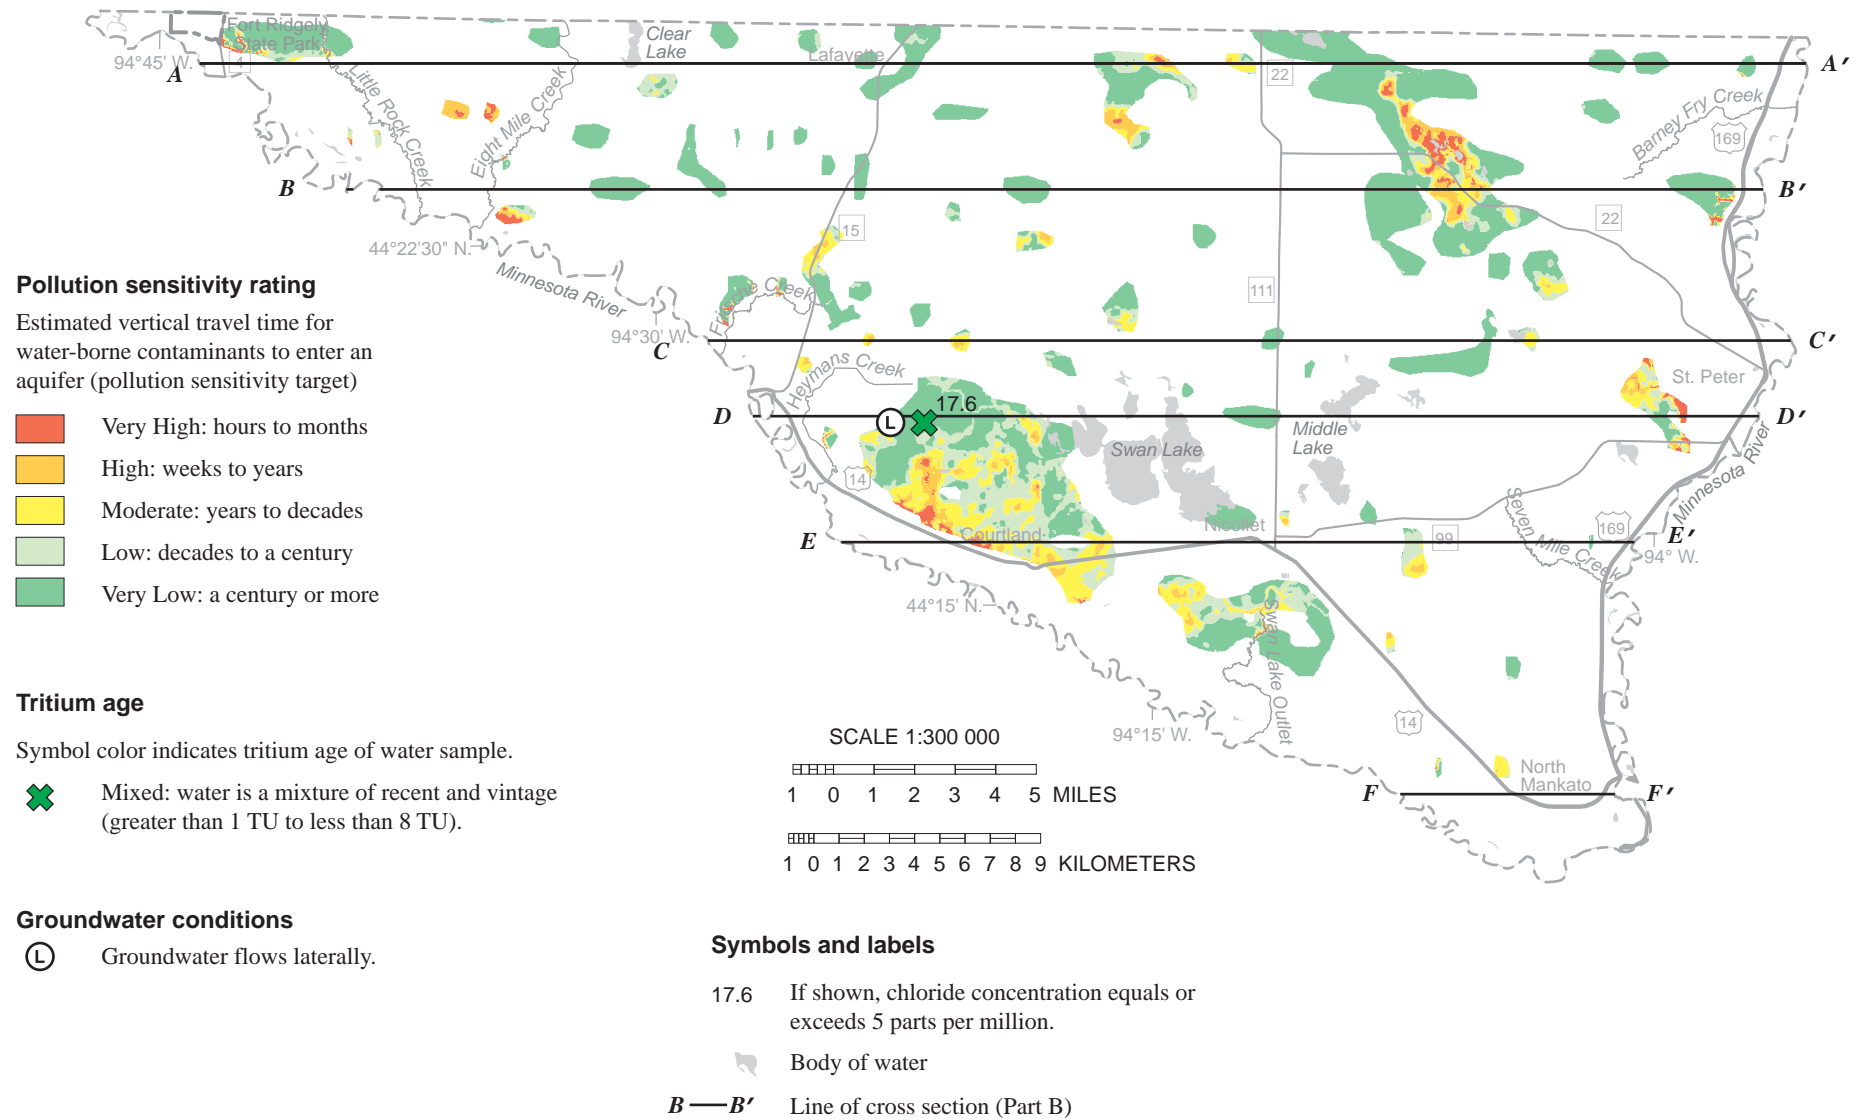 Fort Ridgely
State Park
Clear
Lake
Lafayette
94°45' W.
4
A
A'
22
Little Rock Creek
Eight Mile Creek
Barney Fry Creek
169
B
B'
15
22
44°22'30" N.
Minnesota River
111
94°30' W.
Fritsche Creek
C
C'
Heymans Creek
St. Peter
17.6
D
L
D'
Swan Lake
Middle
Lake
14
Minnesota River
Seven Mile Creek
Nicollet
Courtland
99
169
E
E'
94° W.
44°15' N.
Swan Lake Outlet
94°15' W.
14
North
Mankato
F
F'
Pollution sensitivity rating
Estimated vertical travel time for
water-borne contaminants to enter an
aquifer (pollution sensitivity target)
Very High: hours to months
High: weeks to years
Moderate: years to decades
Low: decades to a century
Very Low: a century or more
Tritium age
Symbol color indicates tritium age of water sample.
Mixed: water is a mixture of recent and vintage
(greater than 1 TU to less than 8 TU).
Groundwater conditions
L Groundwater flows laterally.
SCALE 1:300 000
1 0 1 2 3 4 5 MILES
1 0 1 2 3 4 5 6 7 8 9 KILOMETERS
Symbols and labels
17.6 If shown, chloride concentration equals or
exceeds 5 parts per million.
Body of water
B B' Line of cross section (Part B)